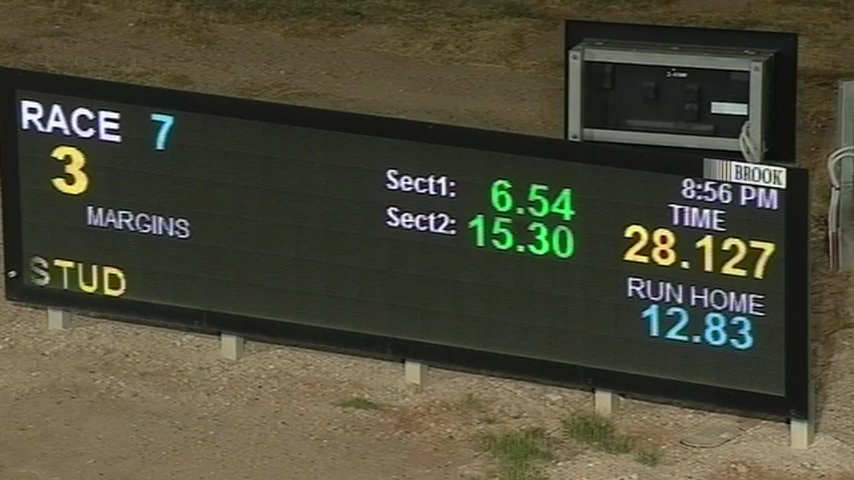 RACE 7
3
MARGINS
STUD
Sect1: 6.54
Sect2: 15.30
BROOK
8:56 PM
TIME
28.127
RUN HOME
12.83